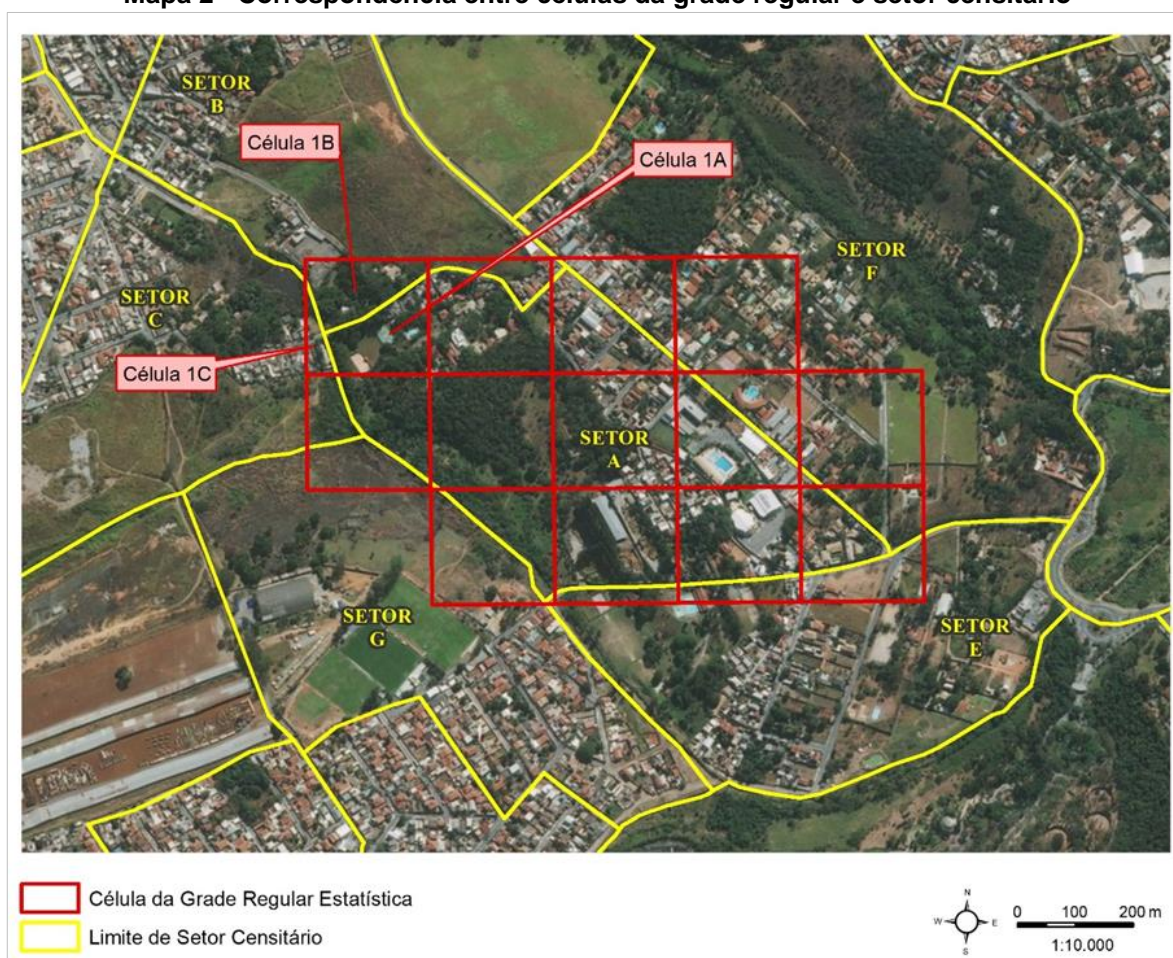 Mapa 2 - Correspondência entre células da grade regular e setor censitário
SETOR
B
Célula 1B
Célula 1A
SETOR
F
SETOR
C
Célula 1C
SETOR
A
SETOR
G
SETOR
E
Célula da Grade Regular Estatística
Limite de Setor Censitário
N
W
E
S
0 100 200 m
1:10.000